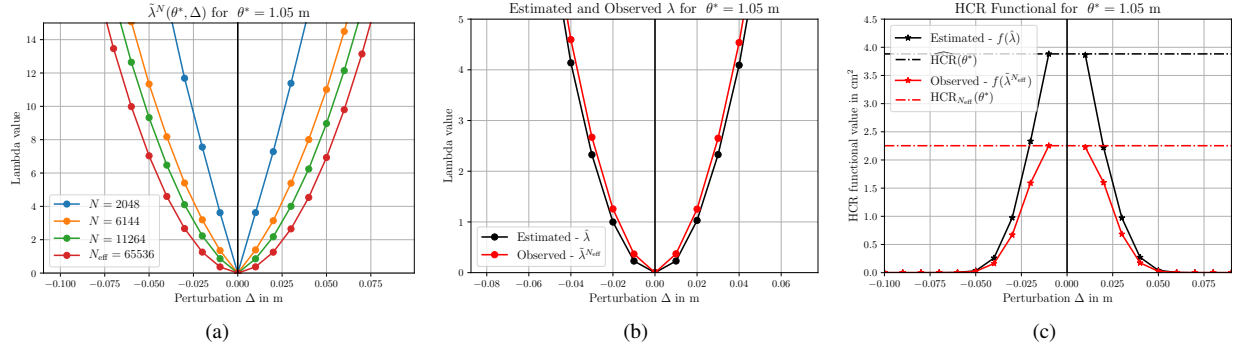 λ̃ᴺ(θ*, Δ) for θ* = 1.05 m
Lambda value
14
12
10
8
6
4
2
0
N = 2048
N = 6144
N = 11264
N_eff = 65536
−0.100 −0.075 −0.050 −0.025 0.000 0.025 0.050 0.075
Perturbation Δ in m
(a)
Estimated and Observed λ for θ* = 1.05 m
Lambda value
5
4
3
2
1
0
Estimated - λ̂
Observed - λ̃^{N_eff}
−0.08 −0.06 −0.04 −0.02 0.00 0.02 0.04 0.06
Perturbation Δ in m
(b)
HCR Functional for θ* = 1.05 m
HCR functional value in cm²
4.5
4.0
3.5
3.0
2.5
2.0
1.5
1.0
0.5
0.0
Estimated - f(λ̂)
\widehat{HCR}(θ*)
Observed - f(λ̃^{N_eff})
HCR_{N_eff}(θ*)
−0.100 −0.075 −0.050 −0.025 0.000 0.025 0.050 0.075
Perturbation Δ in m
(c)